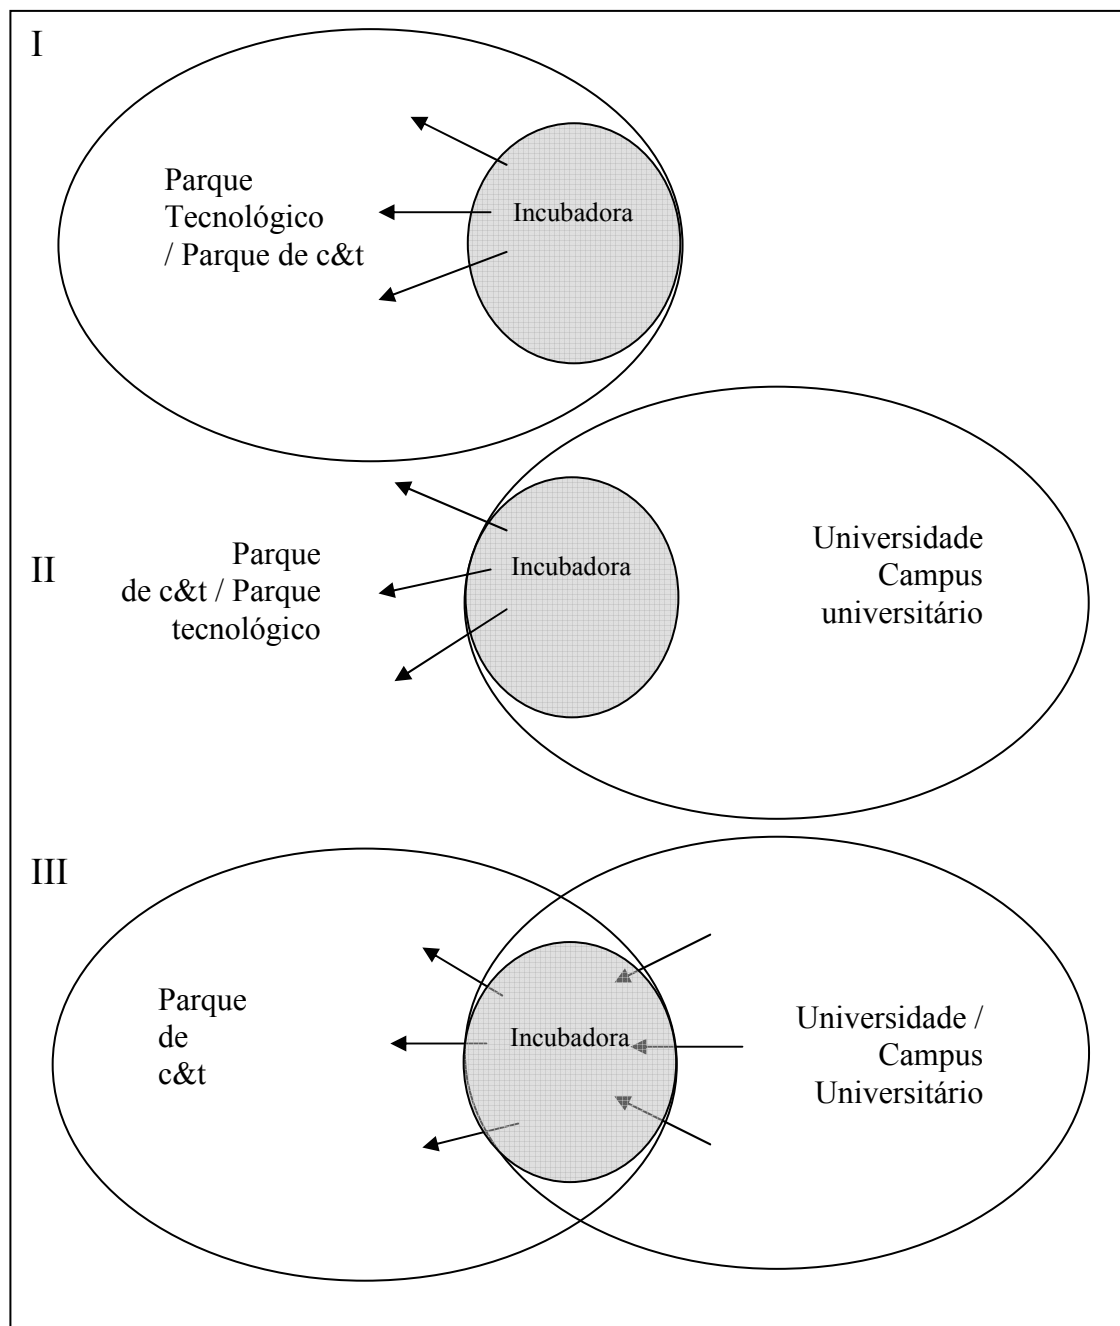 I
Parque
Tecnológico
/ Parque de c&t
Incubadora
II
Parque
de c&t / Parque
tecnológico
Incubadora
Universidade
Campus
universitário
III
Parque
de
c&t
Incubadora
Universidade /
Campus
Universitário